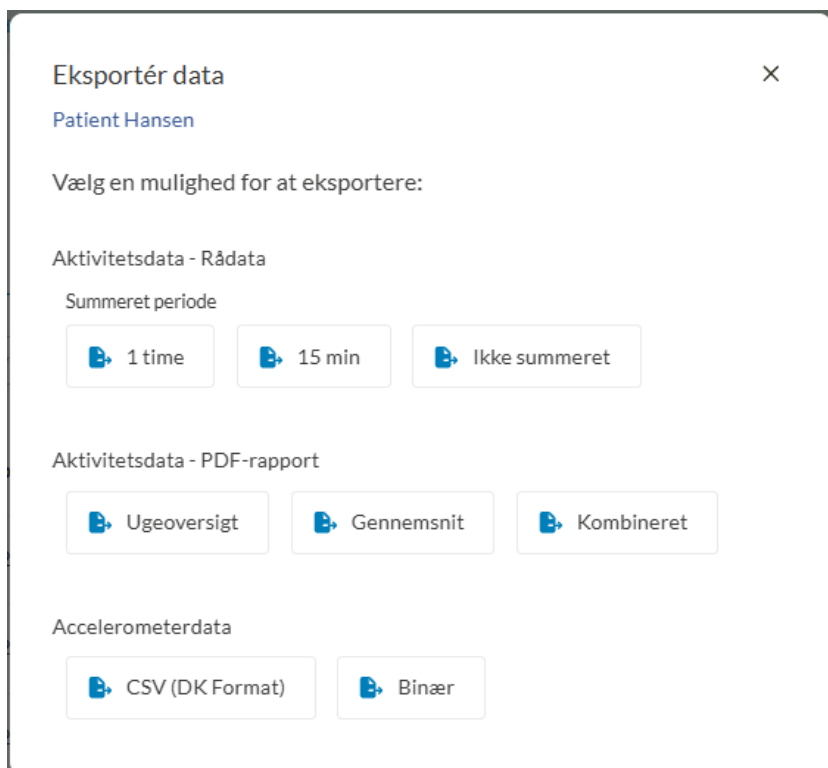 Eksportér data
Patient Hansen
Vælg en mulighed for at eksportere:
Aktivitetsdata - Rådata
Summeret periode
1 time 15 min Ikke summeret
Aktivitetsdata - PDF-rapport
Ugeoversigt Gennemsnit Kombineret
Accelerometerdata
CSV (DK Format) Binær